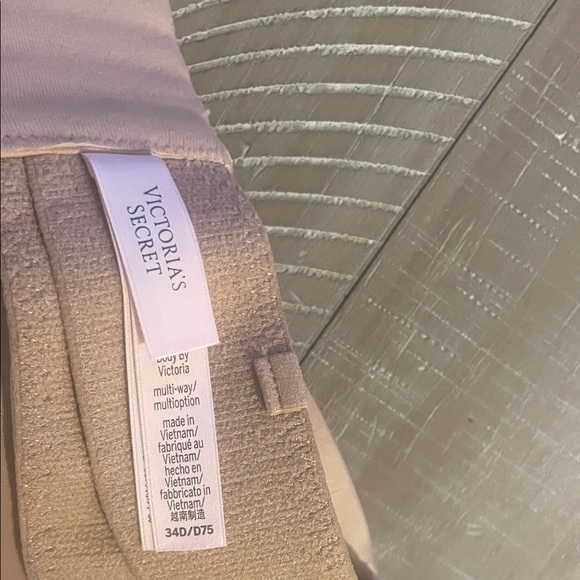 VICTORIA'S
SECRET
Body By
Victoria
multi-way/
multioption
made in
Vietnam/
fabriqué au
Vietnam/
hecho en
Vietnam/
fabbricato in
Vietnam/
越南制造
34D/D75